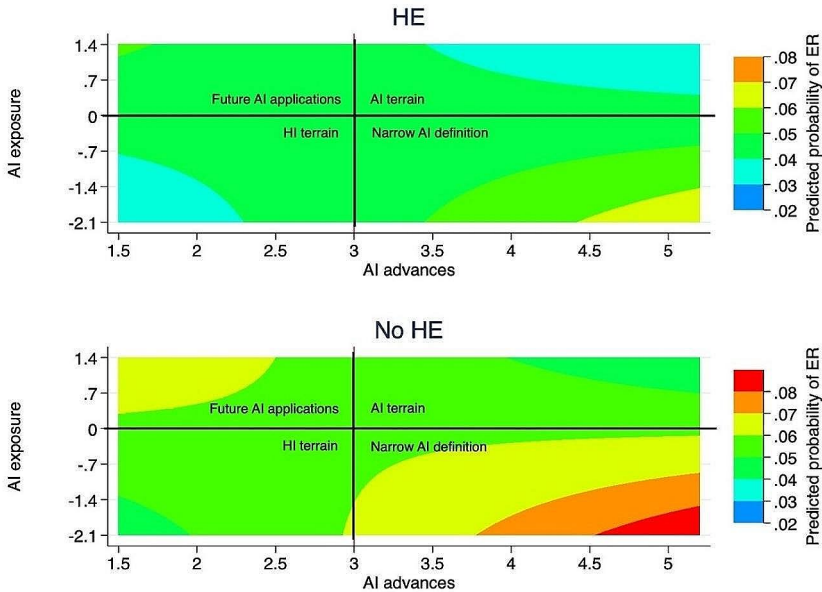 HE
1.4
.7
0
-.7
-1.4
-2.1
AI exposure
Future AI applications
AI terrain
HI terrain
Narrow AI definition
1.5 2 2.5 3 3.5 4 4.5 5
AI advances
.08
.07
.06
.05
.04
.03
.02
Predicted probability of ER
No HE
1.4
.7
0
-.7
-1.4
-2.1
AI exposure
Future AI applications
AI terrain
HI terrain
Narrow AI definition
1.5 2 2.5 3 3.5 4 4.5 5
AI advances
.08
.07
.06
.05
.04
.03
.02
Predicted probability of ER